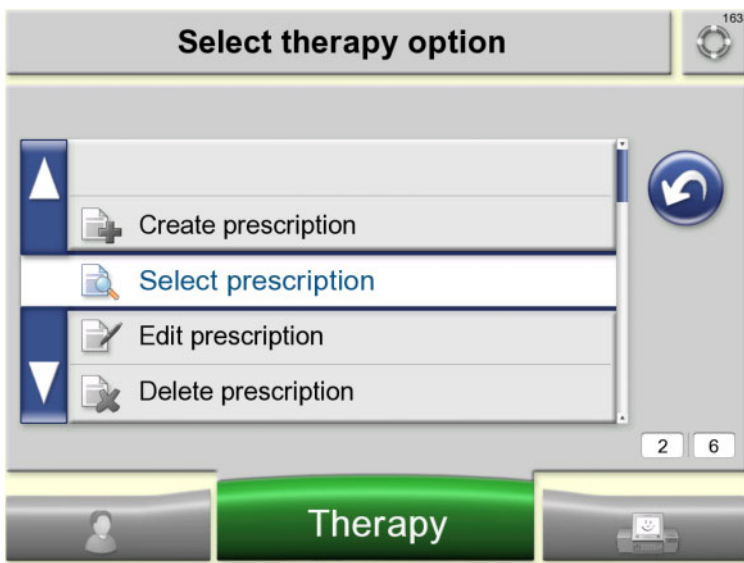 Select therapy option
163
Create prescription
Select prescription
Edit prescription
Delete prescription
2 6
Therapy